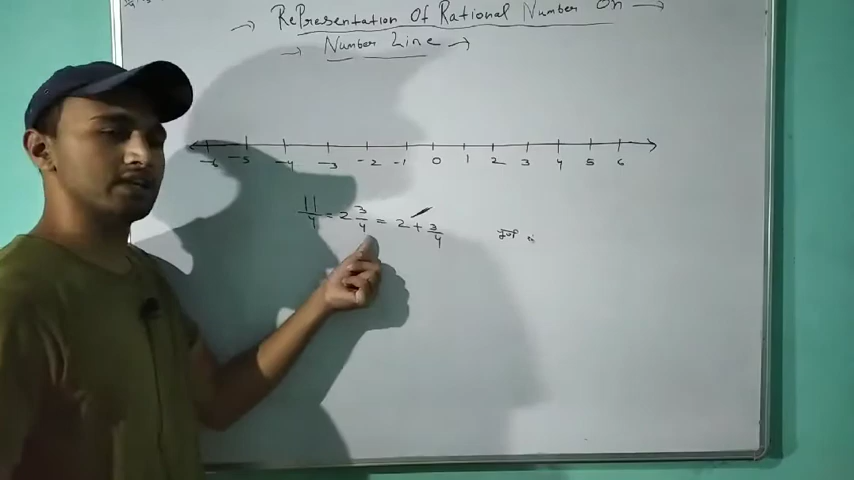 → Representation Of Rational Number On →
→ Number Line →
-6 -5 -4 -3 -2 -1 0 1 2 3 4 5 6
11/4 = 2 3/4 = 2 + 3/4